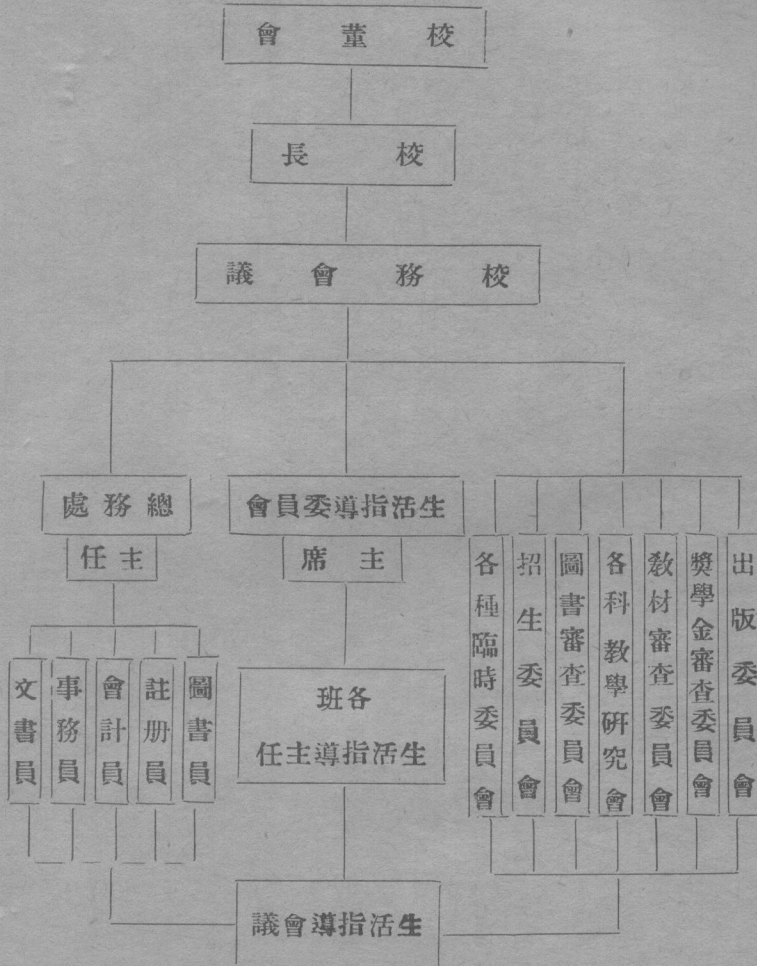 校董會
校長
校務會議
總務處
主任
生活指導委員會
主席
出版委員會
獎學金審查委員會
教材審查委員會
各科教學研究會
圖書審查委員會
招生委員會
各種臨時委員會
圖書員
註册員
會計員
事務員
文書員
各班
生活指導主任
生活指導會議